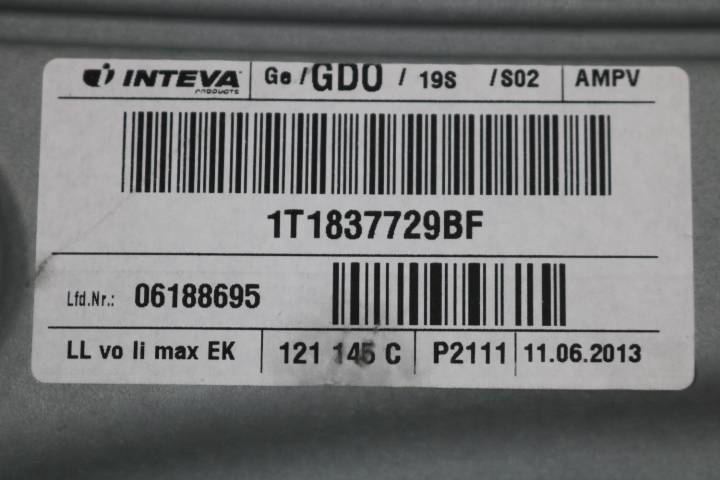 INTEVA PRODUCTS Ge / GDO / 19S / S02 AMPV
1T1837729BF
Lfd.Nr.: 06188695
LL vo li max EK 121 145 C P2111 11.06.2013